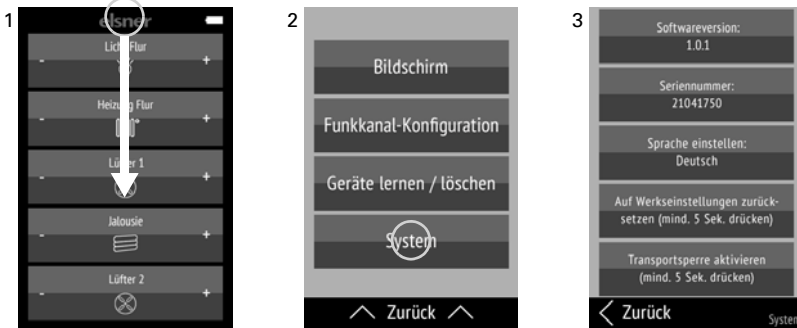 1
elsner
Licht Flur
- +
Heizung Flur
- +
Lüfter 1
- +
Jalousie
- +
Lüfter 2
- +
2
Bildschirm
Funkkanal-Konfiguration
Geräte lernen / löschen
System
Zurück
3
Softwareversion:
1.0.1
Seriennummer:
21041750
Sprache einstellen:
Deutsch
Auf Werkseinstellungen zurück-
setzen (mind. 5 Sek. drücken)
Transportsperre aktivieren
(mind. 5 Sek. drücken)
Zurück
System